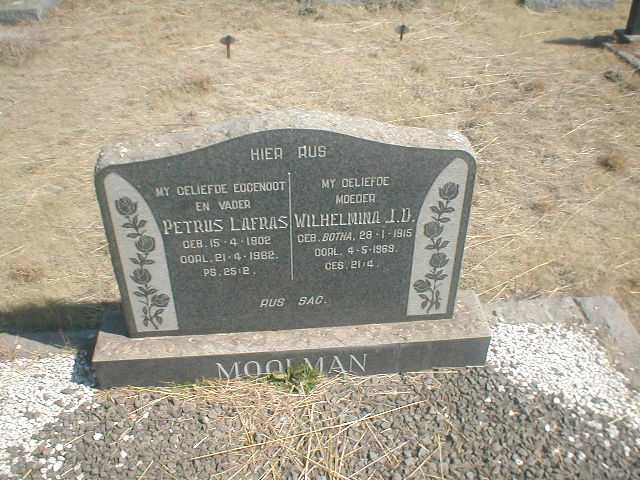 HIER RUS
MY GELIEFDE EGGENOOT
EN VADER
PETRUS LAFRAS
GEB. 15-4-1902
OORL. 21-4-1962
PS. 25:2.
MY GELIEFDE
MOEDER
WILHELMINA J.D.
GEB. BOTHA, 28-1-1915
OORL. 4-5-1969.
GES. 21:4.
RUS SAG.
MOOLMAN